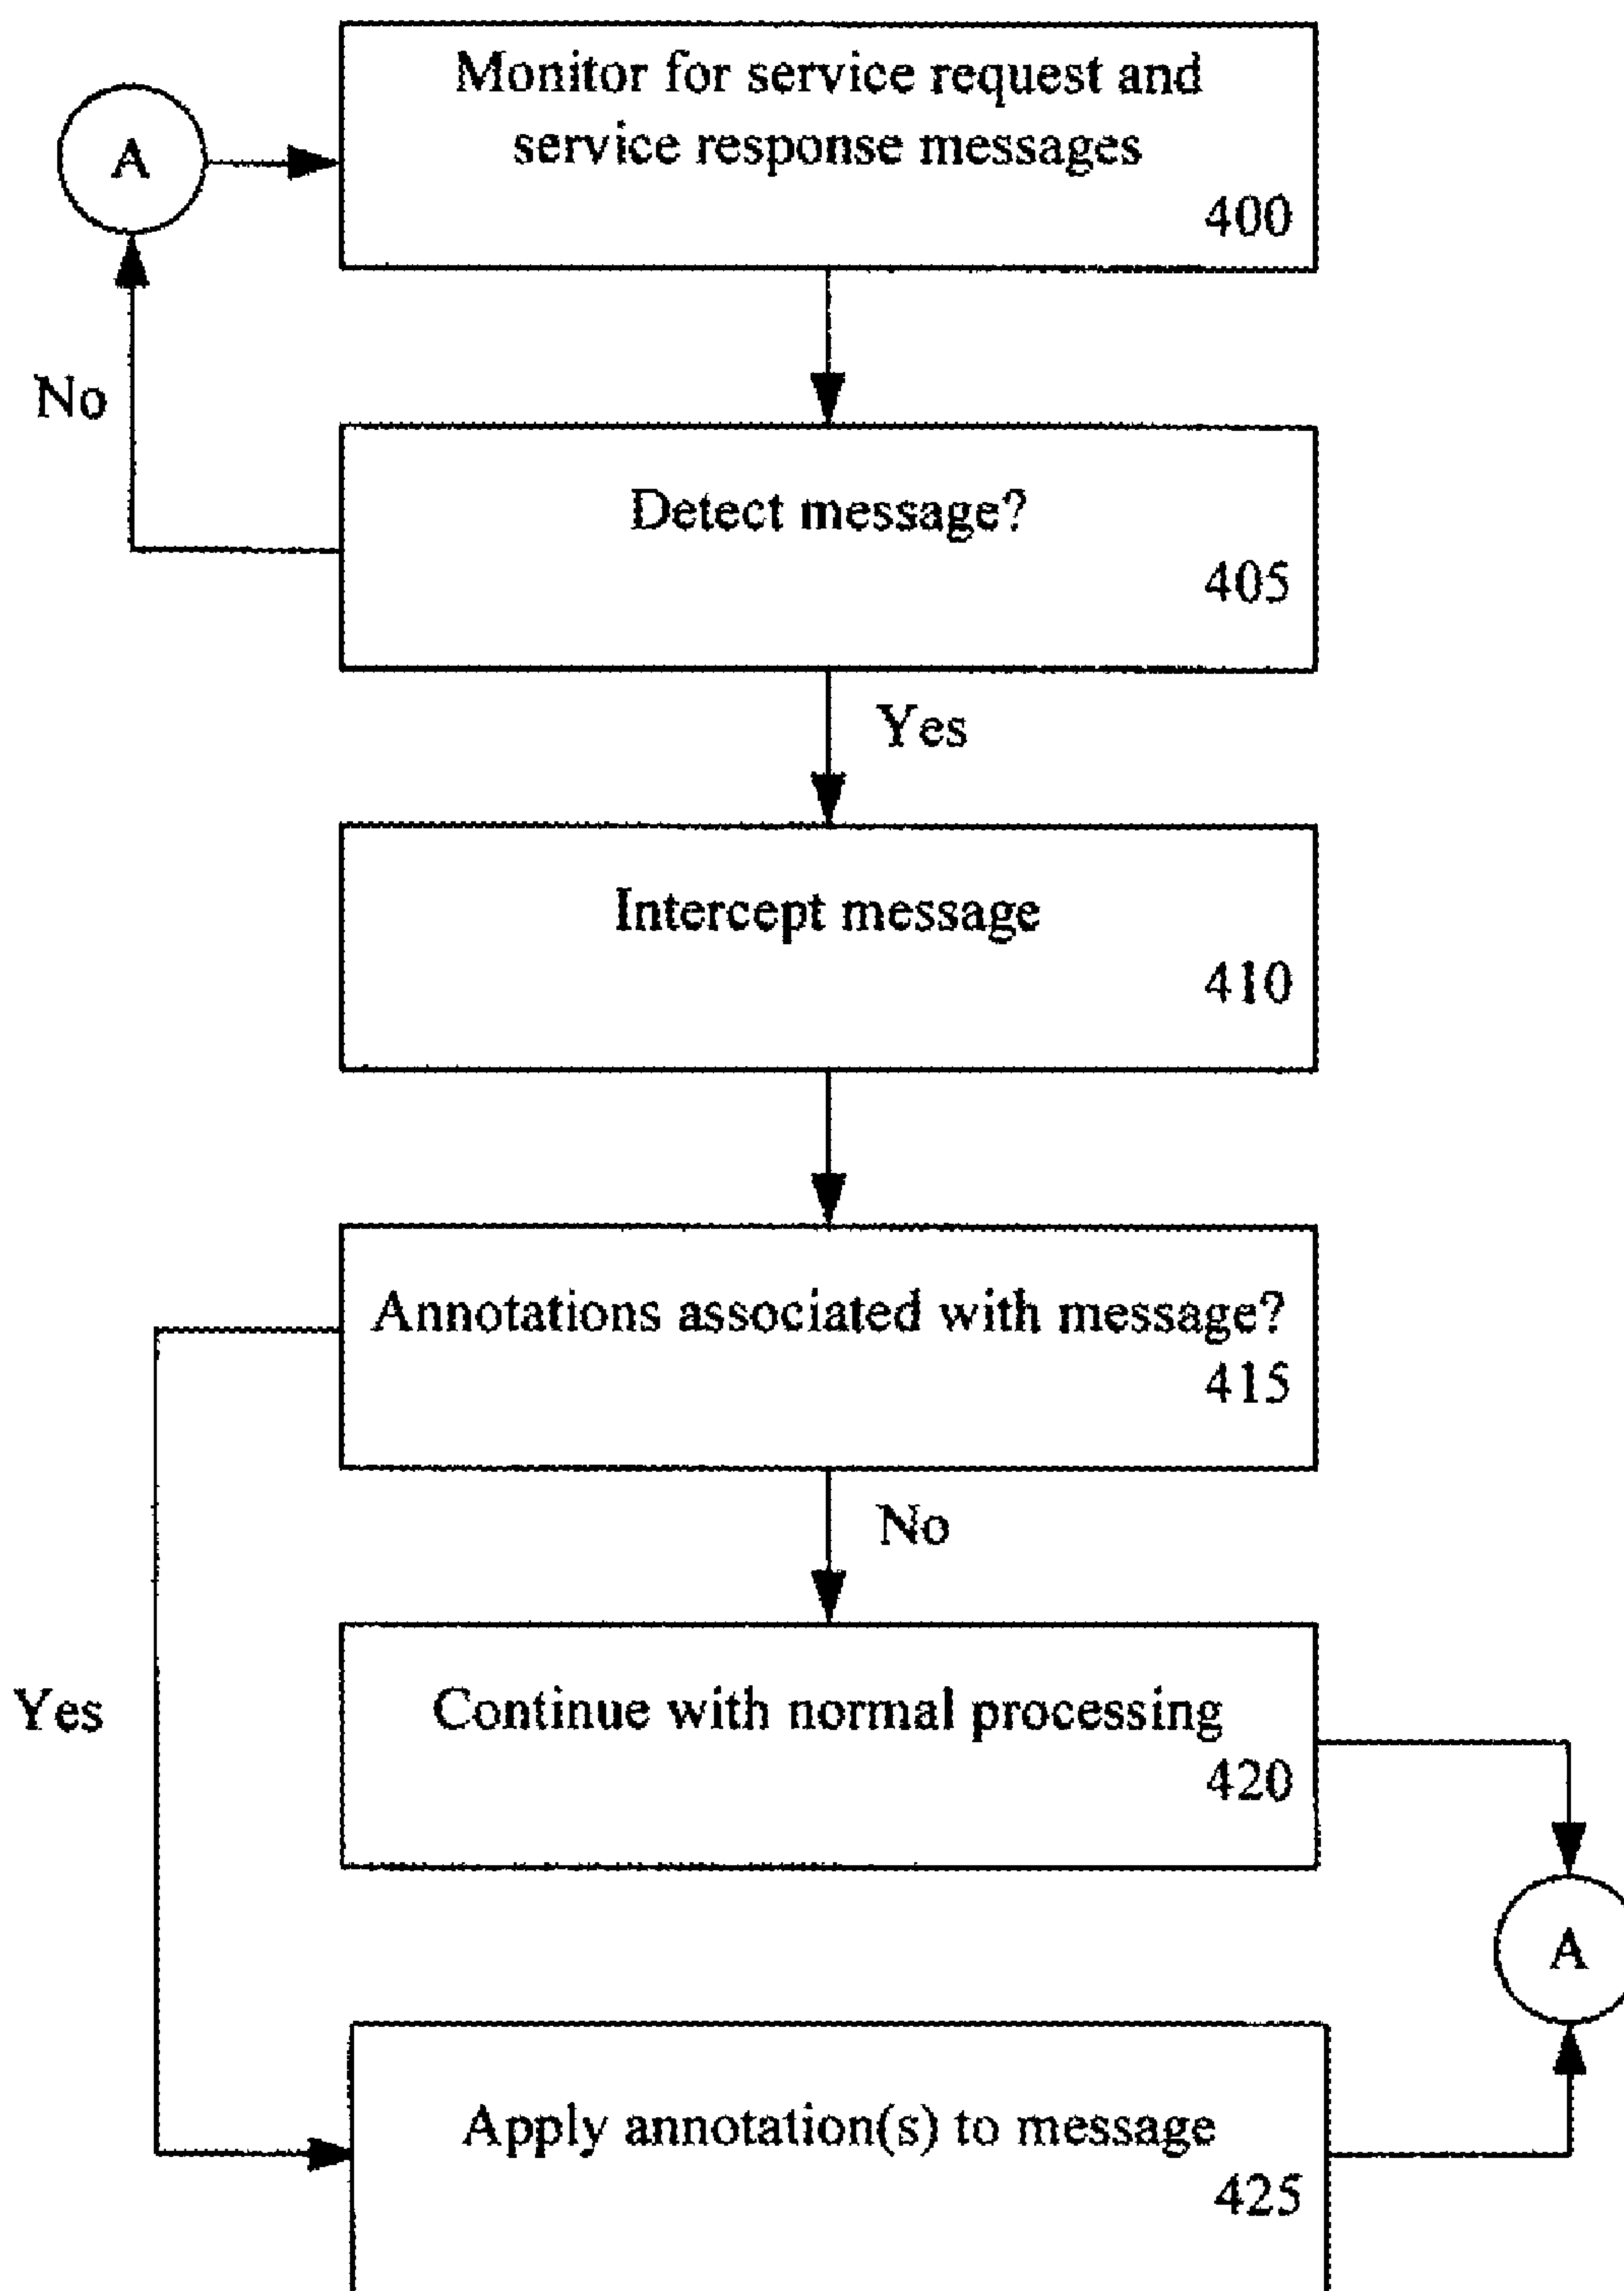 Monitor for service request and
service response messages
400
A
No
Detect message?
405
Yes
Intercept message
410
Annotations associated with message?
415
No
Yes
Continue with normal processing
420
A
Apply annotation(s) to message
425